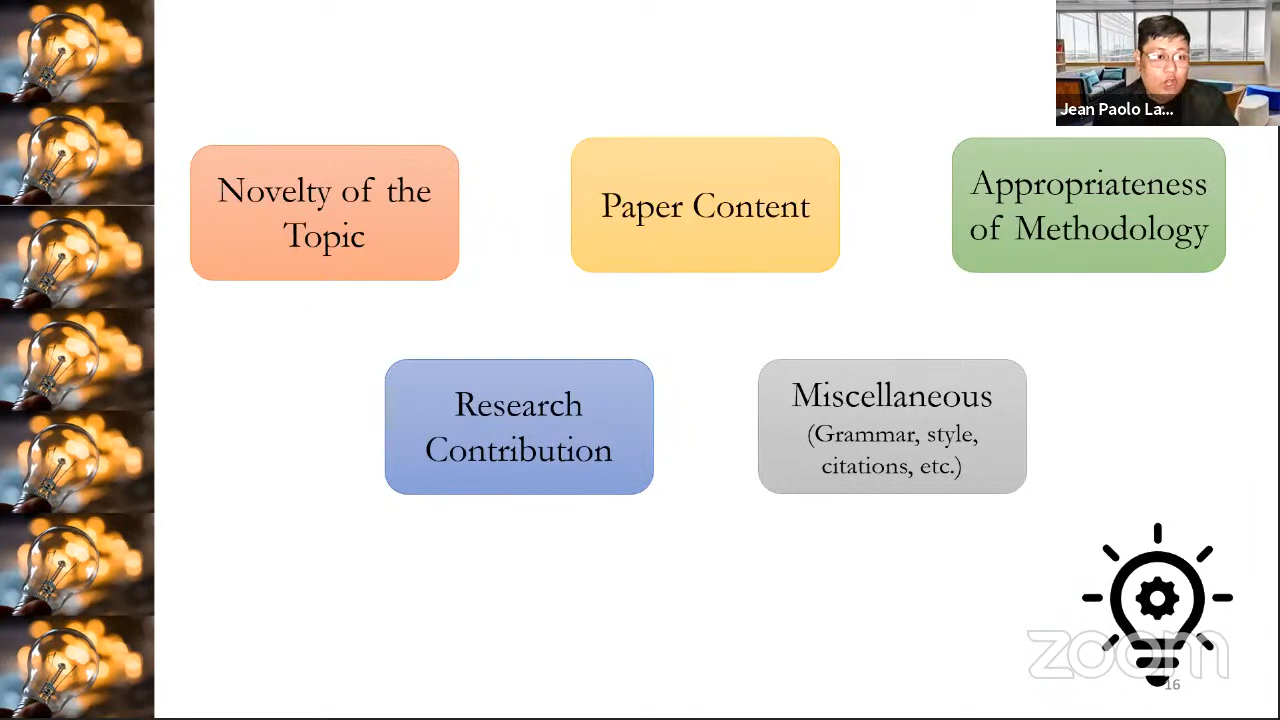 Jean Paolo La...
Novelty of the
Topic
Paper Content
Appropriateness
of Methodology
Research
Contribution
Miscellaneous
(Grammar, style,
citations, etc.)
zoom
16